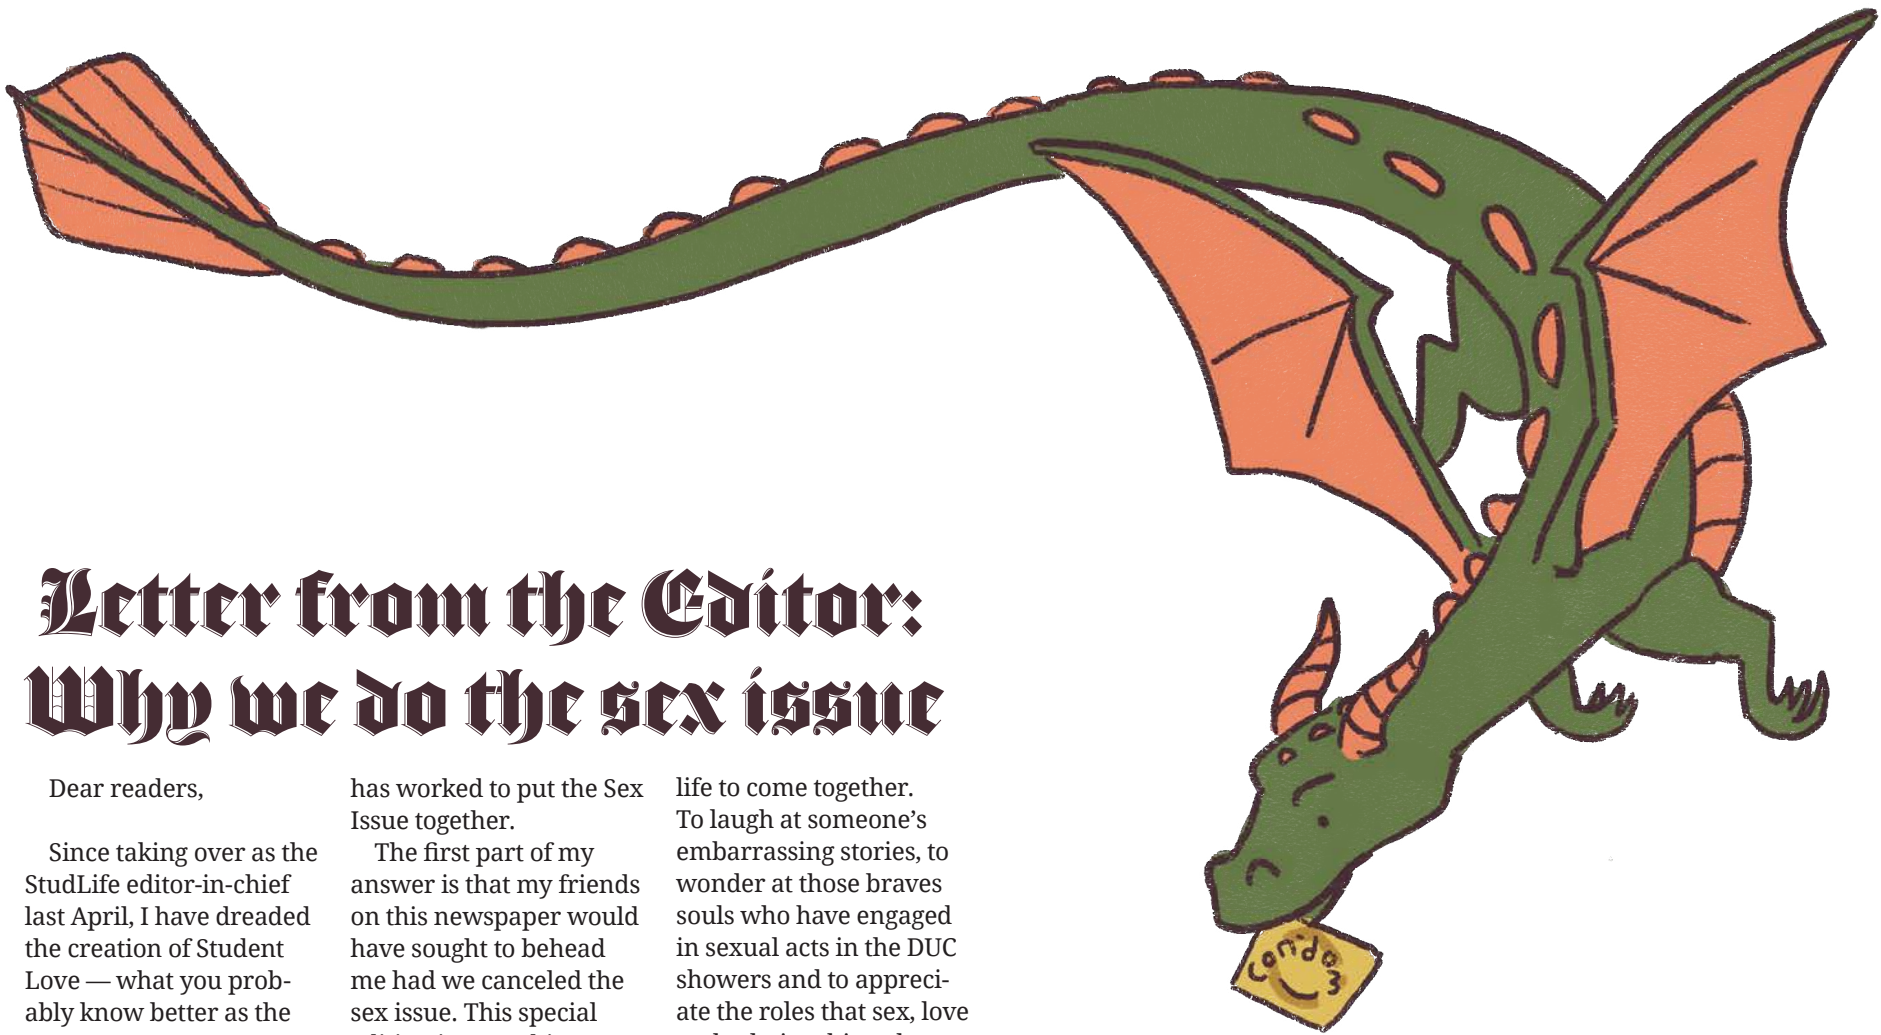 Letter from the Editor:
Why we do the sex issue
Dear readers,
Since taking over as the
StudLife editor-in-chief
last April, I have dreaded
the creation of Student
Love — what you prob-
ably know better as the
has worked to put the Sex
Issue together.
The first part of my
answer is that my friends
on this newspaper would
have sought to behead
me had we canceled the
sex issue. This special
life to come together.
To laugh at someone’s
embarrassing stories, to
wonder at those braves
souls who have engaged
in sexual acts in the DUC
showers and to appreci-
ate the roles that sex, love
condom